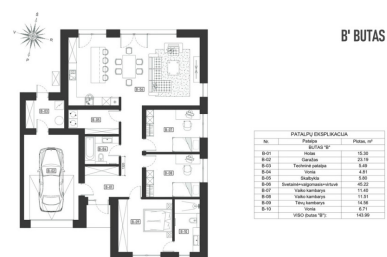 B' BUTAS
PATALPŲ EKSPLIKACIJA
Nr. Patalpa Plotas, m²
BUTAS "B"
B-01 Holas 15.30
B-02 Garažas 23.19
B-03 Techninė patalpa 5.48
B-04 Vonia 4.81
B-05 Skalbykla 5.60
B-06 Svetainė+valgomasis+virtuvė 45.22
B-07 Vaiko kambarys 11.40
B-08 Vaiko kambarys 11.51
B-09 Tėvų kambarys 14.56
B-10 Vonia 6.71
VISO (butas "B"): 143.99